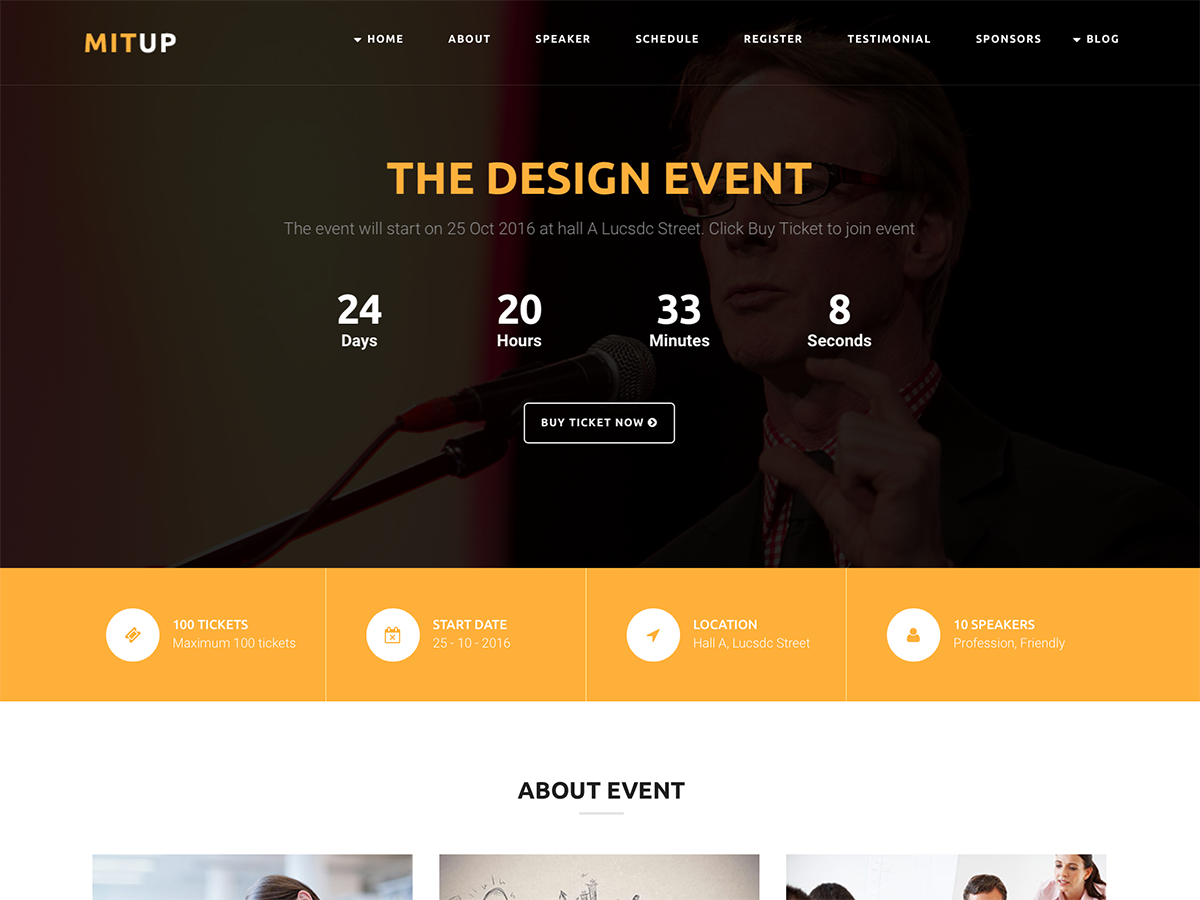 MITUP
HOME ABOUT SPEAKER SCHEDULE REGISTER TESTIMONIAL SPONSORS BLOG
THE DESIGN EVENT
The event will start on 25 Oct 2016 at hall A Lucsdc Street. Click Buy Ticket to join event
24 20 33 8
Days Hours Minutes Seconds
BUY TICKET NOW
100 TICKETS
Maximum 100 tickets
START DATE
25 - 10 - 2016
LOCATION
Hall A, Lucsdc Street
10 SPEAKERS
Profession, Friendly
ABOUT EVENT